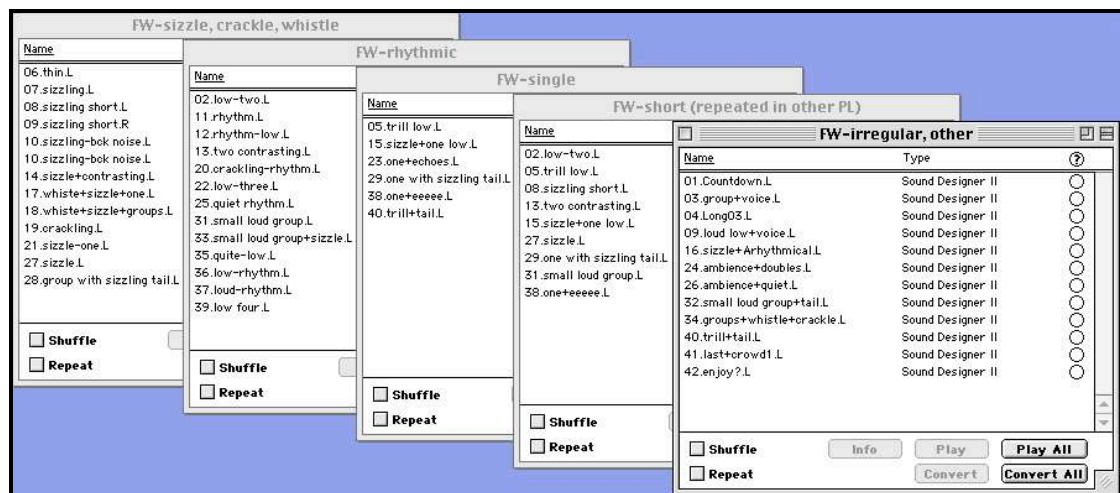 FW-sizzle, crackle, whistle
Name
06.thin.L
07.sizzling.L
08.sizzling short.L
09.sizzling short.R
10.sizzling-bck noise.L
10.sizzling-bck noise.L
14.sizzle+contrasting.L
17.whiste+sizzle+one.L
18.whiste+sizzle+groups.L
19.crackling.L
21.sizzle-one.L
27.sizzle.L
28.group with sizzling tail.L
Shuffle
Repeat
FW-rhythmic
Name
02.low-two.L
11.rhythm.L
12.rhythm-low.L
13.two contrasting.L
20.crackling-rhythm.L
22.low-three.L
25.quiet rhythm.L
31.small loud group.L
33.small loud group+sizzle.L
35.quite-low.L
36.low-rhythm.L
37.loud-rhythm.L
39.low four.L
Shuffle
Repeat
FW-single
Name
05.trill low.L
15.sizzle+one low.L
23.one+echoes.L
29.one with sizzling tail.L
38.one+eeeee.L
40.trill+tail.L
Shuffle
Repeat
FW-short (repeated in other PL)
Name
02.low-two.L
05.trill low.L
08.sizzling short.L
13.two contrasting.L
15.sizzle+one low.L
27.sizzle.L
29.one with sizzling tail.L
31.small loud group.L
38.one+eeeee.L
Shuffle
Repeat
FW-irregular, other
Name Type ?
01.Countdown.L Sound Designer II
03.group+voice.L Sound Designer II
04.Long03.L Sound Designer II
09.loud low+voice.L Sound Designer II
16.sizzle+Arhythmical.L Sound Designer II
24.ambience+doubles.L Sound Designer II
26.ambience+quiet.L Sound Designer II
32.small loud group+tail.L Sound Designer II
34.groups+whistle+crackle.L Sound Designer II
40.trill+tail.L Sound Designer II
41.last+crowd1.L Sound Designer II
42.enjoy?.L Sound Designer II
Shuffle Info Play Play All
Repeat Convert Convert All